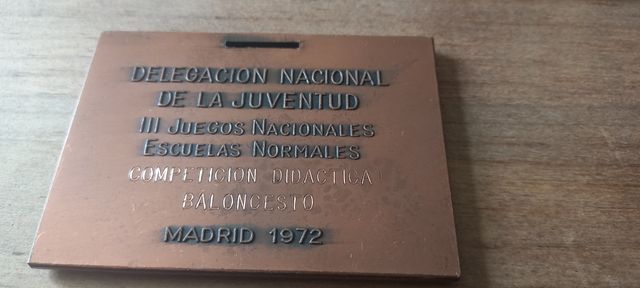 DELEGACION NACIONAL
DE LA JUVENTUD
III JUEGOS NACIONALES
ESCUELAS NORMALES
COMPETICION DIDACTICA
BALONCESTO
MADRID 1972